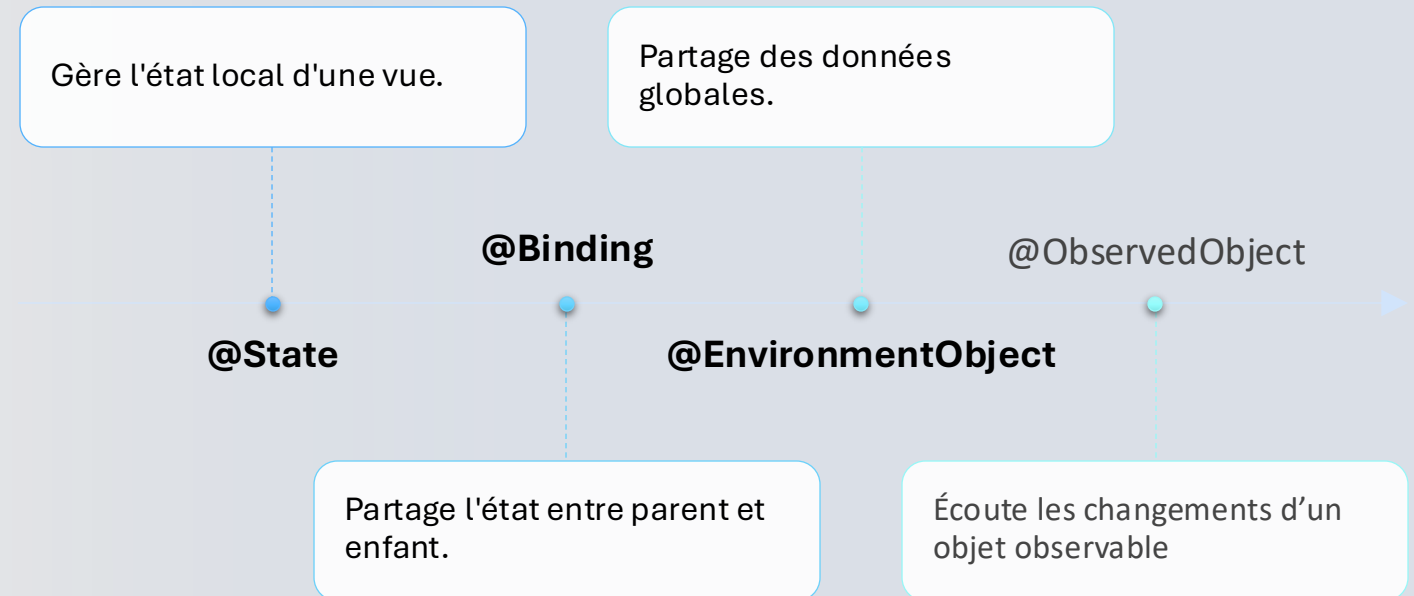 Gère l'état local d'une vue.
Partage des données
globales.
@Binding
@ObservedObject
@State
@EnvironmentObject
Partage l'état entre parent et
enfant.
Écoute les changements d’un
objet observable